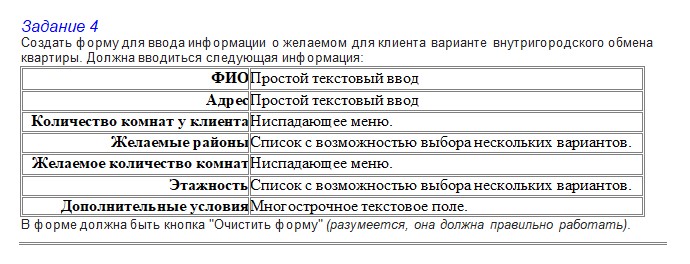 Задание 4
Создать форму для ввода информации о желаемом для клиента варианте внутригородского обмена
квартиры. Должна вводиться следующая информация:
ФИО Простой текстовый ввод
Адрес Простой текстовый ввод
Количество комнат у клиента Ниспадающее меню.
Желаемые районы Список с возможностью выбора нескольких вариантов.
Желаемое количество комнат Ниспадающее меню.
Этажность Список с возможностью выбора нескольких вариантов.
Дополнительные условия Многострочное текстовое поле.
В форме должна быть кнопка "Очистить форму" (разумеется, она должна правильно работать).